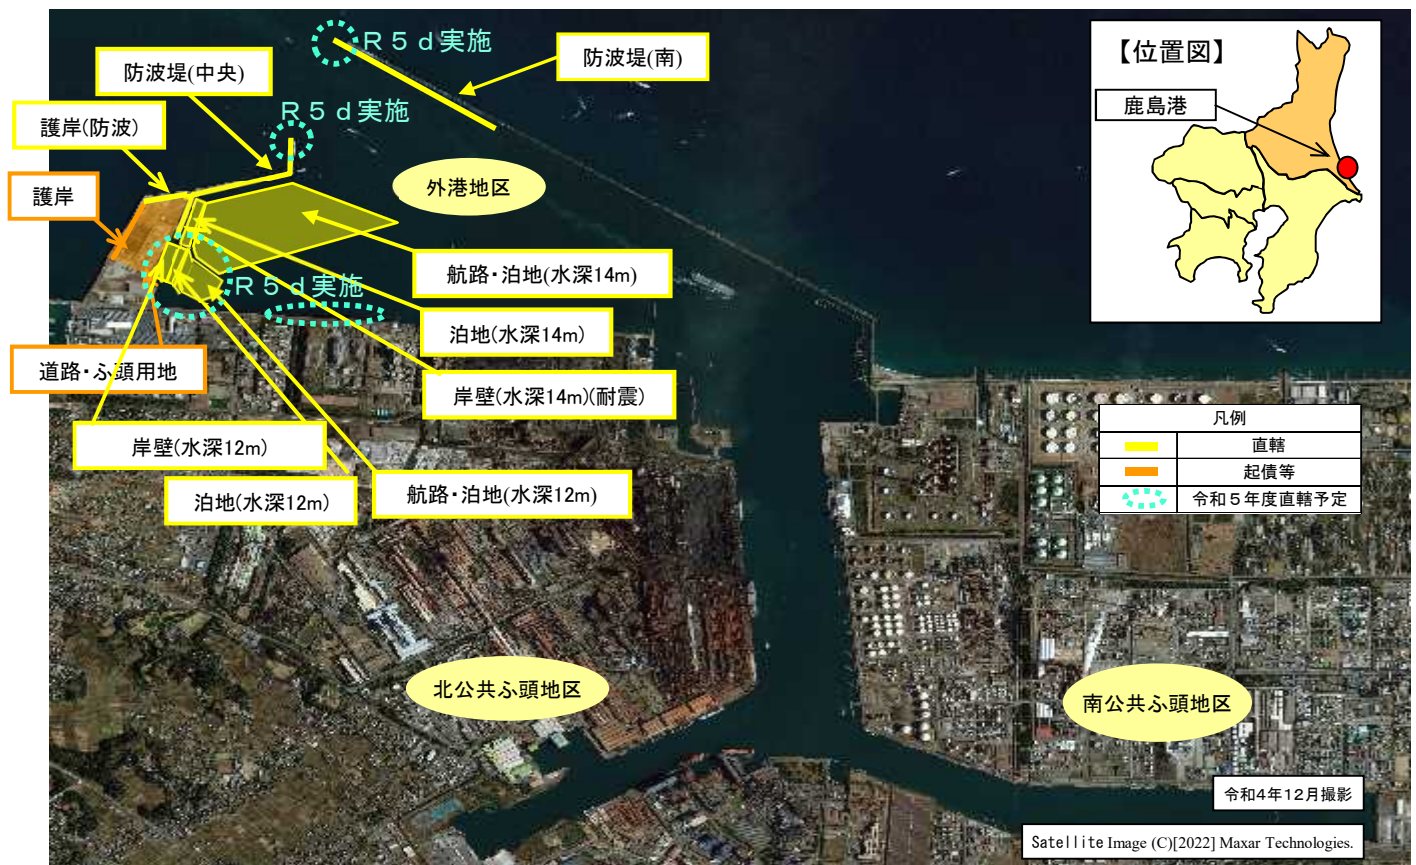 R5d実施
防波堤(南)
防波堤(中央)
R5d実施
護岸(防波)
護岸
外港地区
航路・泊地(水深14m)
R5d実施
泊地(水深14m)
道路・ふ頭用地
岸壁(水深14m)(耐震)
岸壁(水深12m)
泊地(水深12m)
航路・泊地(水深12m)
【位置図】
鹿島港
凡例
直轄
起債等
令和5年度直轄予定
北公共ふ頭地区
南公共ふ頭地区
令和4年12月撮影
Satellite Image (C)[2022] Maxar Technologies.